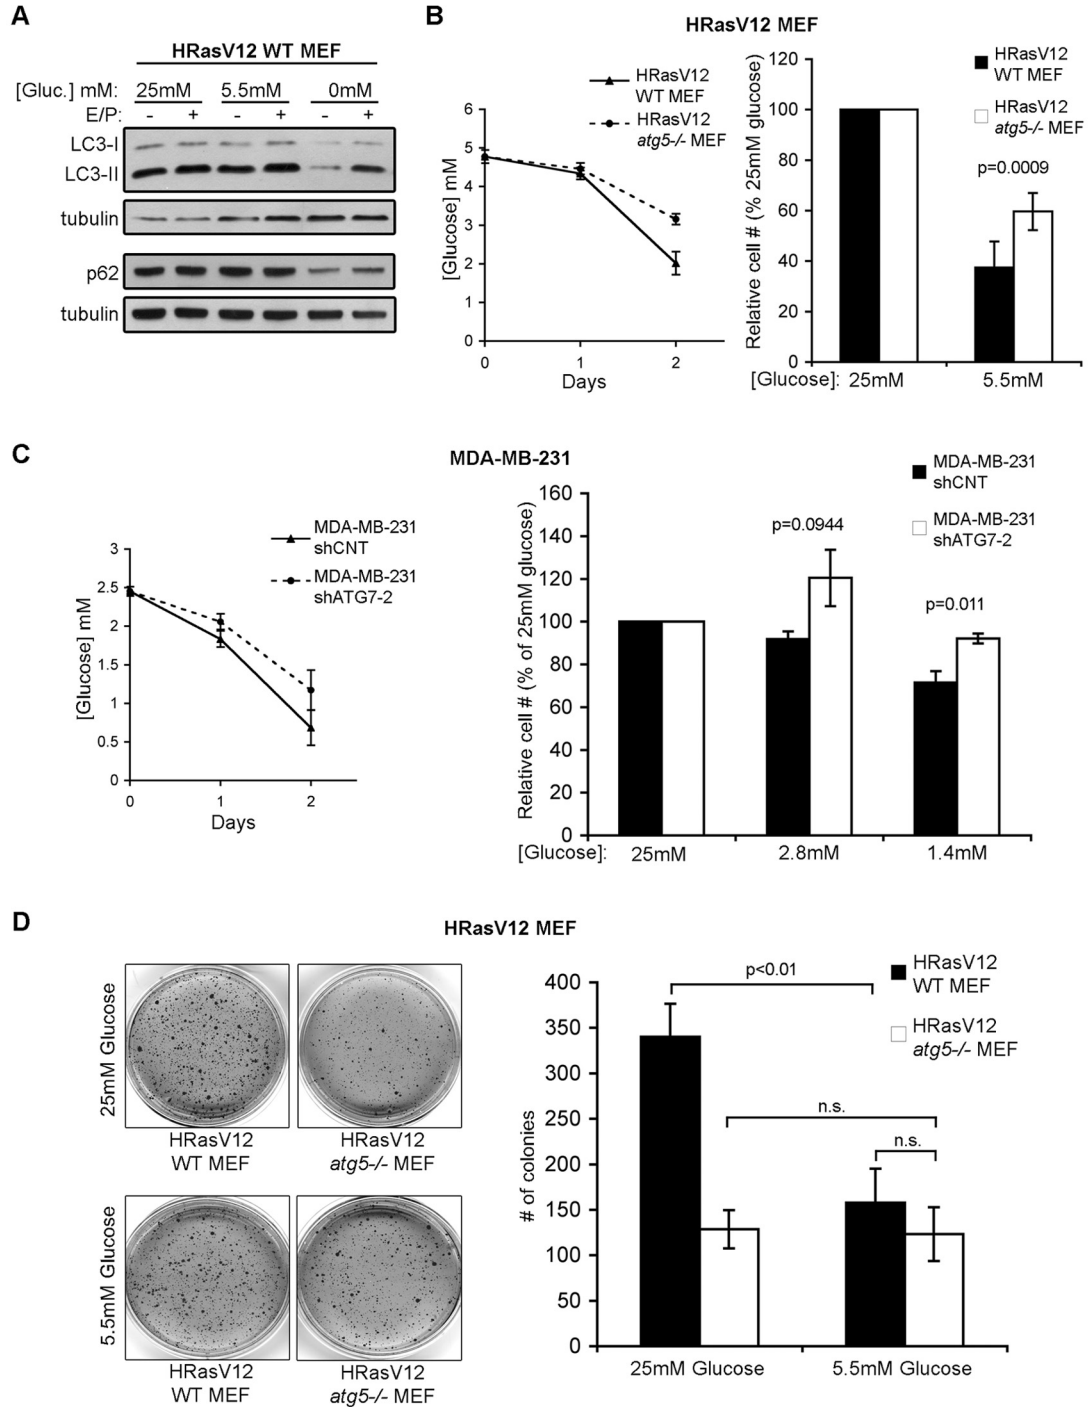 A
HRasV12 WT MEF
[Gluc.] mM: 25mM 5.5mM 0mM
E/P: - + - + - +
LC3-I
LC3-II
tubulin
p62
tubulin
B
HRasV12 MEF
HRasV12
WT MEF
HRasV12
atg5-/- MEF
[Glucose] mM
6
5
4
3
2
1
0
0 1 2
Days
HRasV12
WT MEF
HRasV12
atg5-/- MEF
Relative cell # (% 25mM glucose)
120
100
80
60
40
20
0
p=0.0009
[Glucose]: 25mM 5.5mM
C
MDA-MB-231
MDA-MB-231
shCNT
MDA-MB-231
shATG7-2
[Glucose] mM
3
2.5
2
1.5
1
0.5
0
0 1 2
Days
MDA-MB-231
shCNT
MDA-MB-231
shATG7-2
Relative cell # (% of 25mM glucose)
160
140
120
100
80
60
40
20
0
p=0.0944
p=0.011
[Glucose]: 25mM 2.8mM 1.4mM
D
HRasV12 MEF
25mM Glucose
HRasV12
WT MEF
HRasV12
atg5-/- MEF
5.5mM Glucose
HRasV12
WT MEF
HRasV12
atg5-/- MEF
HRasV12
WT MEF
HRasV12
atg5-/- MEF
# of colonies
400
350
300
250
200
150
100
50
0
p<0.01
n.s.
n.s.
25mM Glucose 5.5mM Glucose